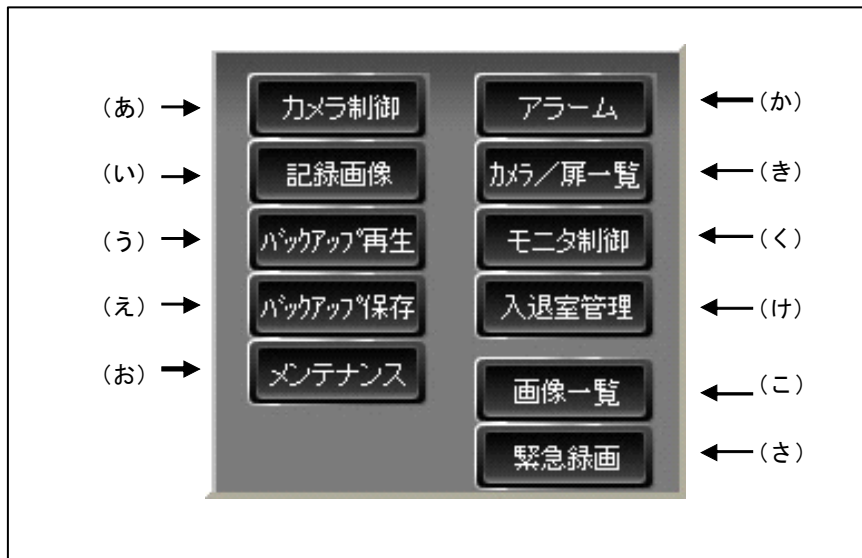 (あ) カメラ制御 アラーム (か)
(い) 記録画像 カメラ／扉一覧 (き)
(う) バックアップ再生 モニタ制御 (く)
(え) バックアップ保存 入退室管理 (け)
(お) メンテナンス
画像一覧 (こ)
緊急録画 (さ)